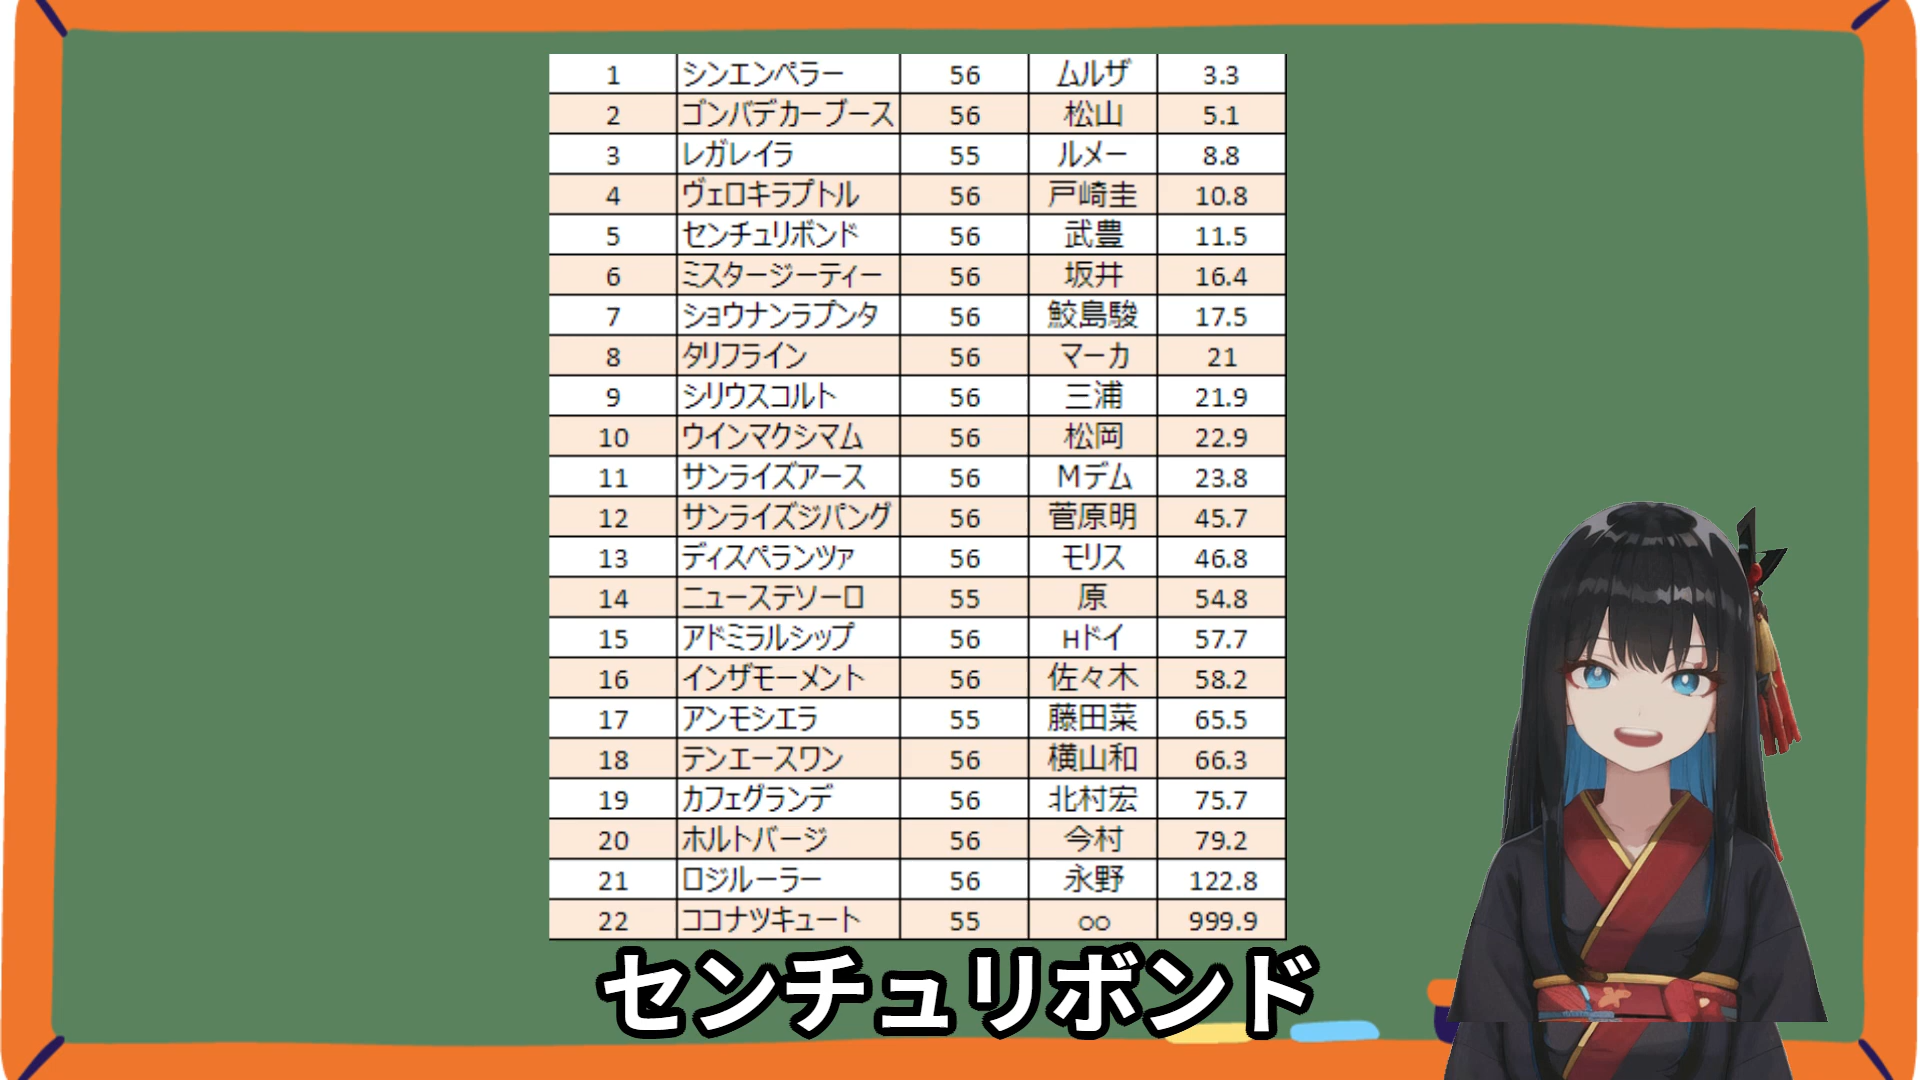 1 シンエンペラー 56 ムルザ 3.3
2 ゴンバデカーブース 56 松山 5.1
3 レガレイラ 55 ルメー 8.8
4 ヴェロキラプトル 56 戸崎圭 10.8
5 センチュリボンド 56 武豊 11.5
6 ミスタージーティー 56 坂井 16.4
7 ショウナンラプンタ 56 鮫島駿 17.5
8 タリフライン 56 マーカ 21
9 シリウスコルト 56 三浦 21.9
10 ウインマクシマム 56 松岡 22.9
11 サンライズアース 56 Mデム 23.8
12 サンライズジパング 56 菅原明 45.7
13 ディスペランツァ 56 モリス 46.8
14 ニューステソーロ 55 原 54.8
15 アドミラルシップ 56 Hドイ 57.7
16 インザモーメント 56 佐々木 58.2
17 アンモシエラ 55 藤田菜 65.5
18 テンエースワン 56 横山和 66.3
19 カフェグランデ 56 北村宏 75.7
20 ホルトバージ 56 今村 79.2
21 ロジルーラー 56 永野 122.8
22 ココナツキュート 55 ○○ 999.9
センチュリボンド